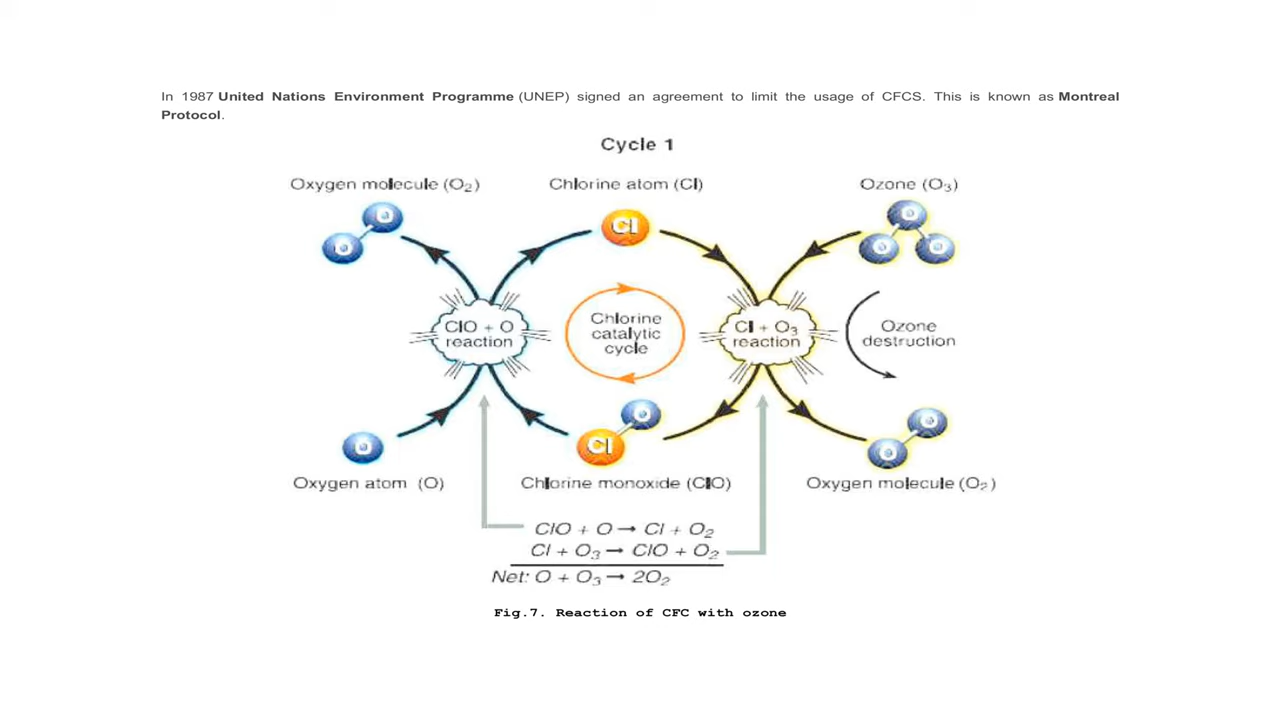 In 1987 United Nations Environment Programme (UNEP) signed an agreement to limit the usage of CFCS. This is known as Montreal
Protocol.
Cycle 1
Oxygen molecule (O₂)
Chlorine atom (Cl)
Ozone (O₃)
O
O
Cl
O
O
O
ClO + O
reaction
Chlorine
catalytic
cycle
Cl + O₃
reaction
Ozone
destruction
O
Cl
O
O
O
Oxygen atom (O)
Chlorine monoxide (ClO)
Oxygen molecule (O₂)
ClO + O → Cl + O₂
Cl + O₃ → ClO + O₂
Net: O + O₃ → 2O₂
Fig.7. Reaction of CFC with ozone